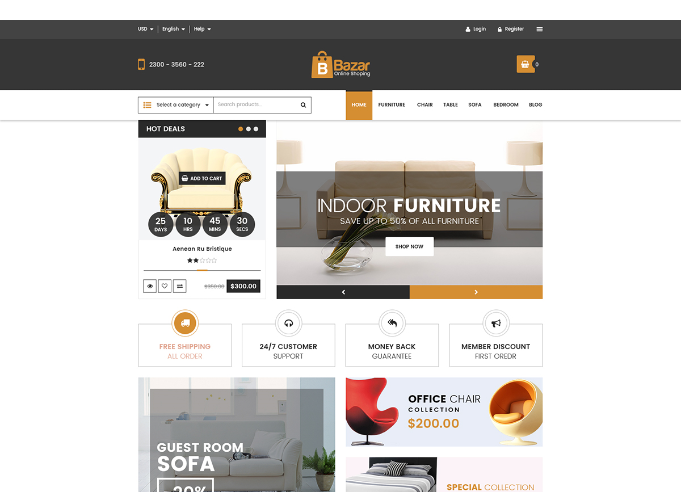 USD English Help Login Register
2300 - 3560 - 222
B Bazar
Online Shoping
0
Select a category Search products...
HOME FURNITURE CHAIR TABLE SOFA BEDROOM BLOG
HOT DEALS
ADD TO CART
25 10 45 30
DAYS HRS MINS SECS
Aenean Ru Bristique
$350.00 $300.00
INDOOR FURNITURE
SAVE UP TO 50% OF ALL FURNITURE
SHOP NOW
FREE SHIPPING
ALL ORDER
24/7 CUSTOMER
SUPPORT
MONEY BACK
GUARANTEE
MEMBER DISCOUNT
FIRST OREDR
GUEST ROOM
SOFA
-20%
OFFICE CHAIR
COLLECTION
$200.00
SPECIAL COLLECTION